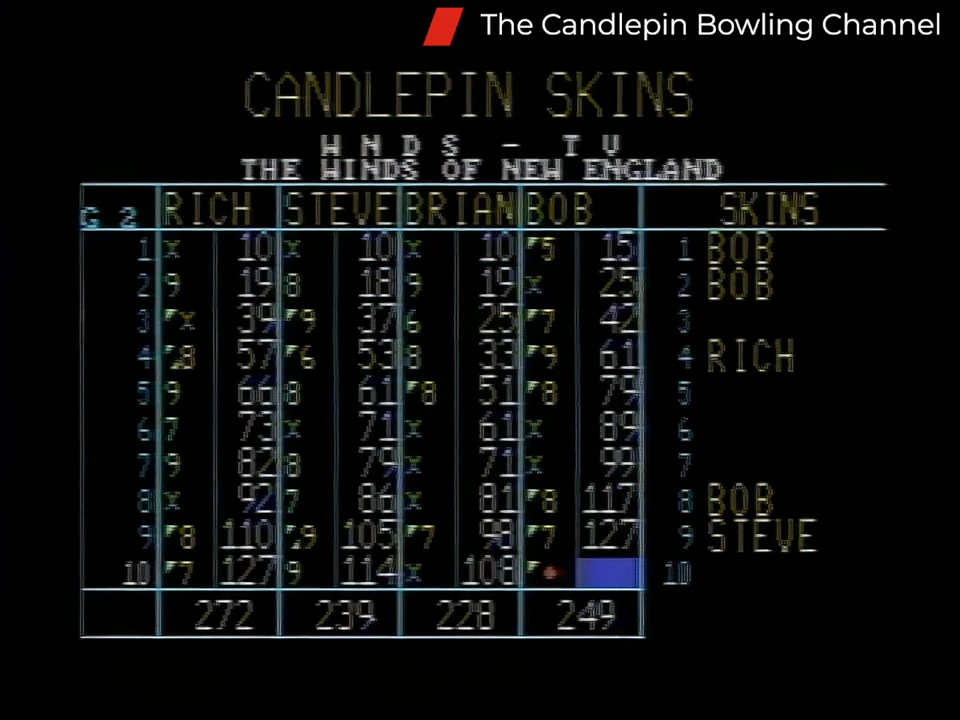 The Candlepin Bowling Channel
CANDLEPIN SKINS
WNDS - TV
THE WINDS OF NEW ENGLAND
G 2 RICH STEVE BRIAN BOB SKINS
1 x 10 x 10 x 10 5 15 1 BOB
2 9 19 8 18 9 19 x 25 2 BOB
3 x 39 9 37 6 25 7 42 3
4 8 57 6 53 8 33 9 61 4 RICH
5 9 66 8 61 8 51 8 79 5
6 7 73 x 71 x 61 x 89 6
7 9 82 8 79 x 71 x 99 7
8 x 92 7 86 x 81 8 117 8 BOB
9 8 110 9 105 7 98 7 127 9 STEVE
10 7 127 9 114 x 108 10
272 239 228 249